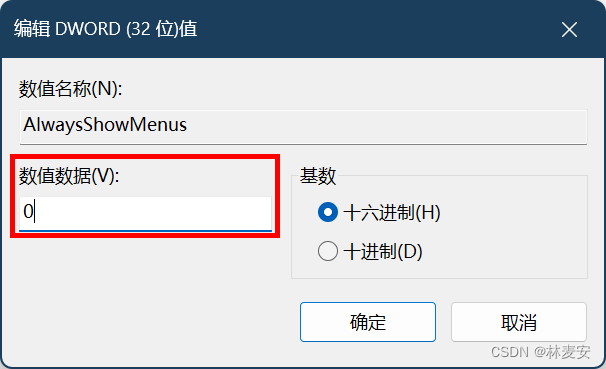 编辑 DWORD (32 位)值
数值名称(N):
AlwaysShowMenus
数值数据(V):
0
基数
十六进制(H)
十进制(D)
确定
取消
CSDN @林麦安